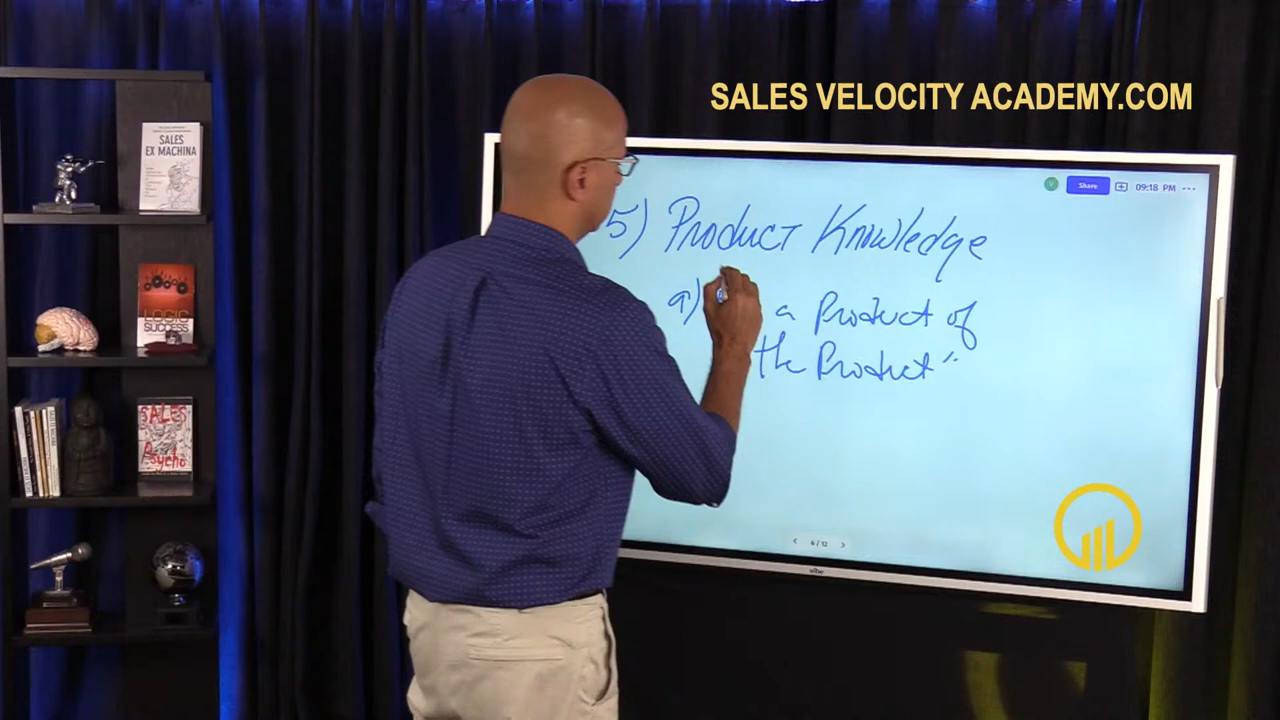 SALES VELOCITY ACADEMY.COM
SALES
EX MACHINA
Share
09:18 PM
5) Product Knowledge
a) a Product of
the Product"
LOGIC
SUCCESS
SALES
Psycho
6/12
vibe